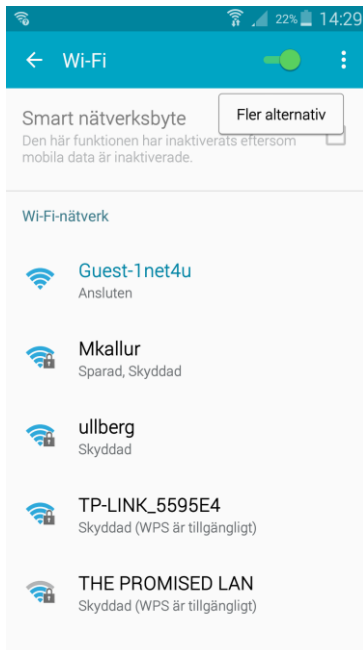 22% 14:29
Wi-Fi
Fler alternativ
Smart nätverksbyte
Den här funktionen har inaktiverats eftersom
mobila data är inaktiverade.
Wi-Fi-nätverk
Guest-1net4u
Ansluten
Mkallur
Sparad, Skyddad
ullberg
Skyddad
TP-LINK_5595E4
Skyddad (WPS är tillgängligt)
THE PROMISED LAN
Skyddad (WPS är tillgängligt)